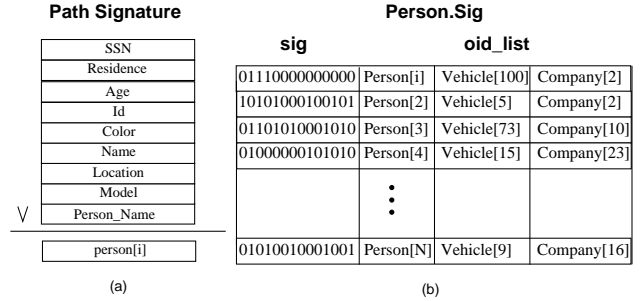 Path Signature
SSN
Residence
Age
Id
Color
Name
Location
Model
Person_Name
V
person[i]
(a)
Person.Sig
sig oid_list
01110000000000 Person[i] Vehicle[100] Company[2]
10101000100101 Person[2] Vehicle[5] Company[2]
01101010001010 Person[3] Vehicle[73] Company[10]
01000000101010 Person[4] Vehicle[15] Company[23]
01010010001001 Person[N] Vehicle[9] Company[16]
(b)